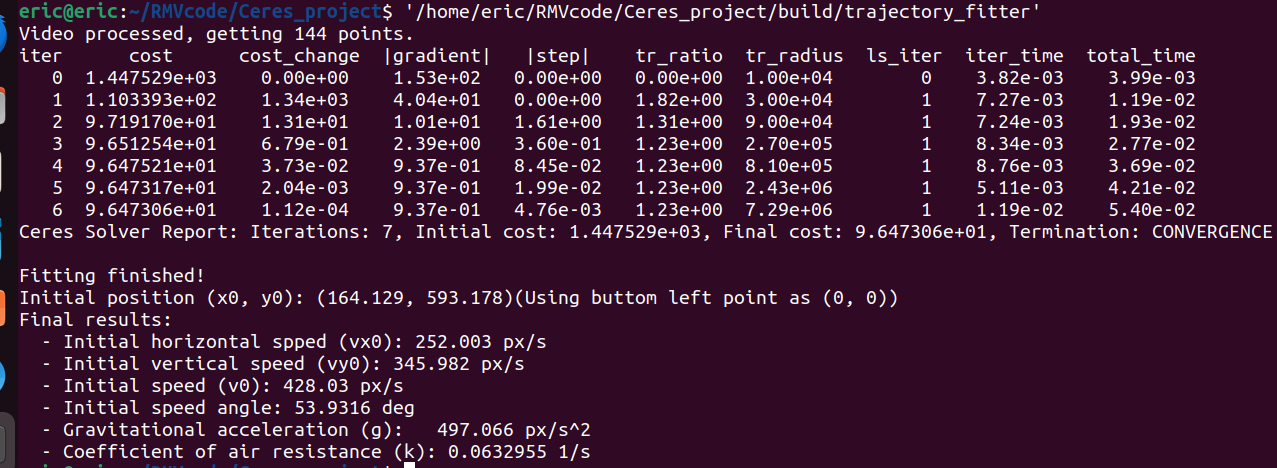 eric@eric:~/RMVcode/Ceres_project$ '/home/eric/RMVcode/Ceres_project/build/trajectory_fitter'
Video processed, getting 144 points.
iter cost cost_change |gradient| |step| tr_ratio tr_radius ls_iter iter_time total_time
0 1.447529e+03 0.00e+00 1.53e+02 0.00e+00 0.00e+00 1.00e+04 0 3.82e-03 3.99e-03
1 1.103393e+02 1.34e+03 4.04e+01 0.00e+00 1.82e+00 3.00e+04 1 7.27e-03 1.19e-02
2 9.719170e+01 1.31e+01 1.01e+01 1.61e+00 1.31e+00 9.00e+04 1 7.24e-03 1.93e-02
3 9.651254e+01 6.79e-01 2.39e+00 3.60e-01 1.23e+00 2.70e+05 1 8.34e-03 2.77e-02
4 9.647521e+01 3.73e-02 9.37e-01 8.45e-02 1.23e+00 8.10e+05 1 8.76e-03 3.69e-02
5 9.647317e+01 2.04e-03 9.37e-01 1.99e-02 1.23e+00 2.43e+06 1 5.11e-03 4.21e-02
6 9.647306e+01 1.12e-04 9.37e-01 4.76e-03 1.23e+00 7.29e+06 1 1.19e-02 5.40e-02
Ceres Solver Report: Iterations: 7, Initial cost: 1.447529e+03, Final cost: 9.647306e+01, Termination: CONVERGENCE
Fitting finished!
Initial position (x0, y0): (164.129, 593.178)(Using buttom left point as (0, 0))
Final results:
- Initial horizontal spped (vx0): 252.003 px/s
- Initial vertical speed (vy0): 345.982 px/s
- Initial speed (v0): 428.03 px/s
- Initial speed angle: 53.9316 deg
- Gravitational acceleration (g): 497.066 px/s^2
- Coefficient of air resistance (k): 0.0632955 1/s